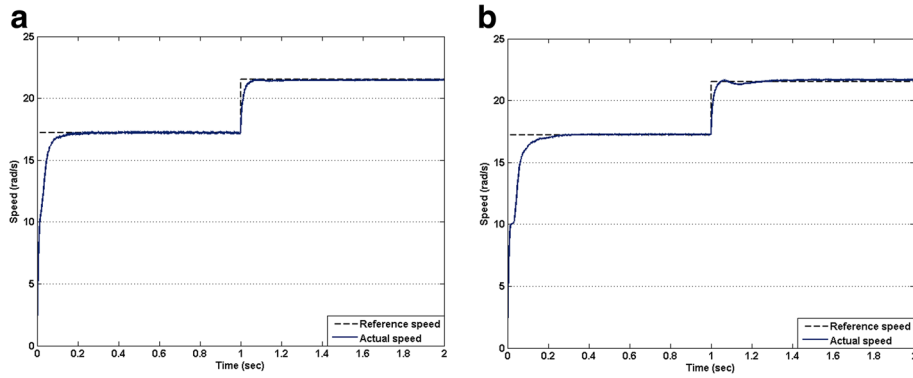 a
25
20
15
10
5
0
Speed (rad/s)
0 0.2 0.4 0.6 0.8 1 1.2 1.4 1.6 1.8 2
Time (sec)
Reference speed
Actual speed
b
25
20
15
10
5
0
Speed (rad/s)
0 0.2 0.4 0.6 0.8 1 1.2 1.4 1.6 1.8 2
Time (sec)
Reference speed
Actual speed